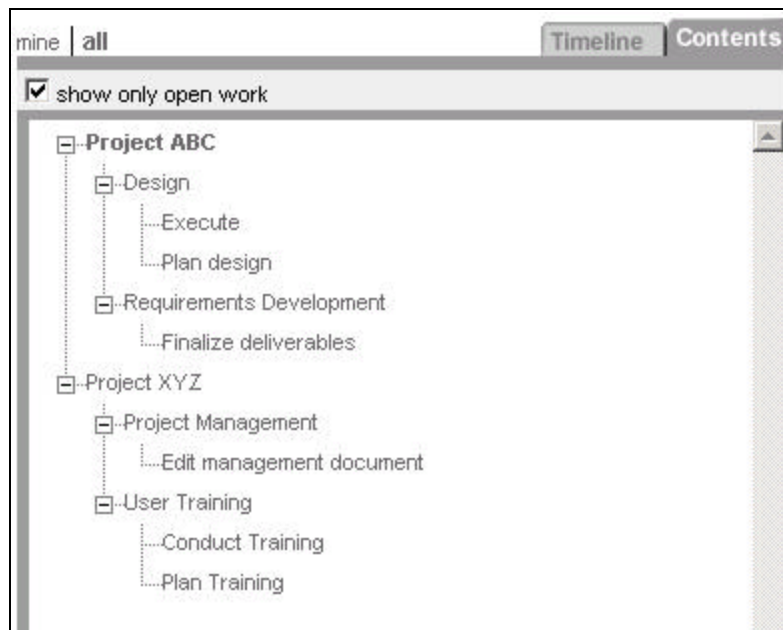 mine | all Timeline Contents
show only open work
Project ABC
Design
Execute
Plan design
Requirements Development
Finalize deliverables
Project XYZ
Project Management
Edit management document
User Training
Conduct Training
Plan Training